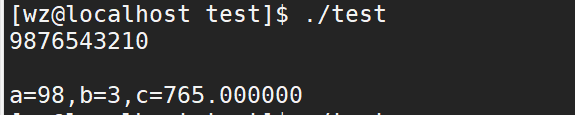 [wz@localhost test]$ ./test
9876543210
a=98,b=3,c=765.000000